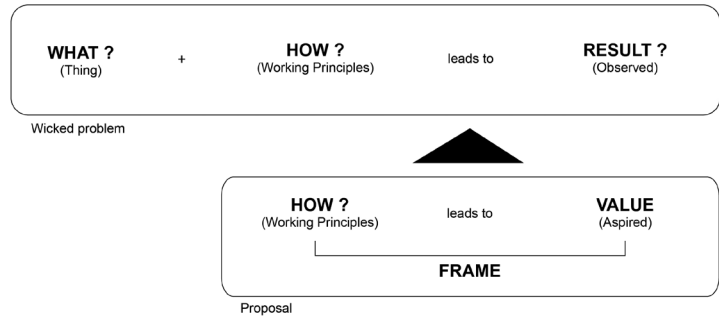 WHAT ? + HOW ? leads to RESULT ?
(Thing) (Working Principles) (Observed)
Wicked problem
HOW ? leads to VALUE
(Working Principles) (Aspired)
FRAME
Proposal